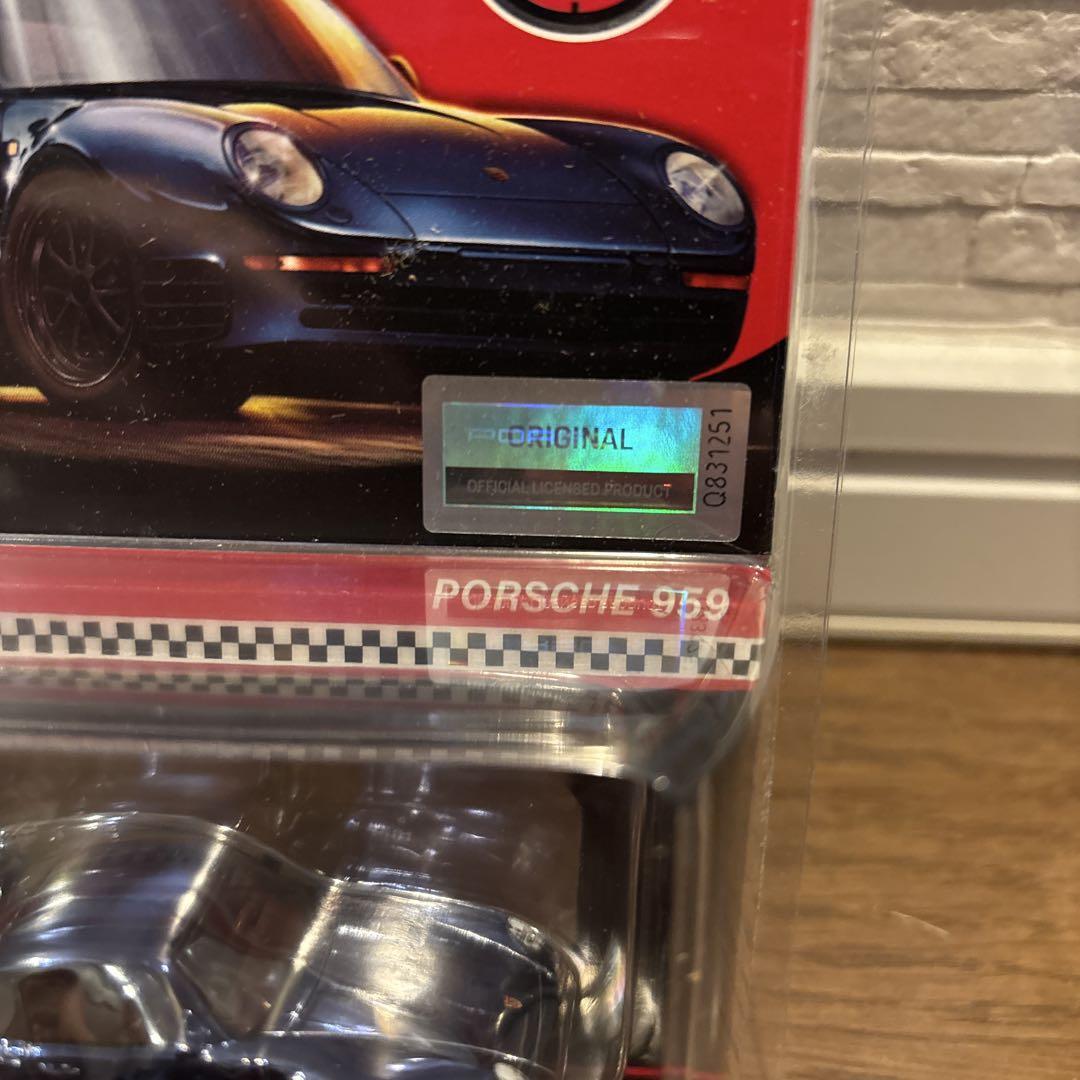 ORIGINAL
OFFICIAL LICENSED PRODUCT
Q831251
PORSCHE 959